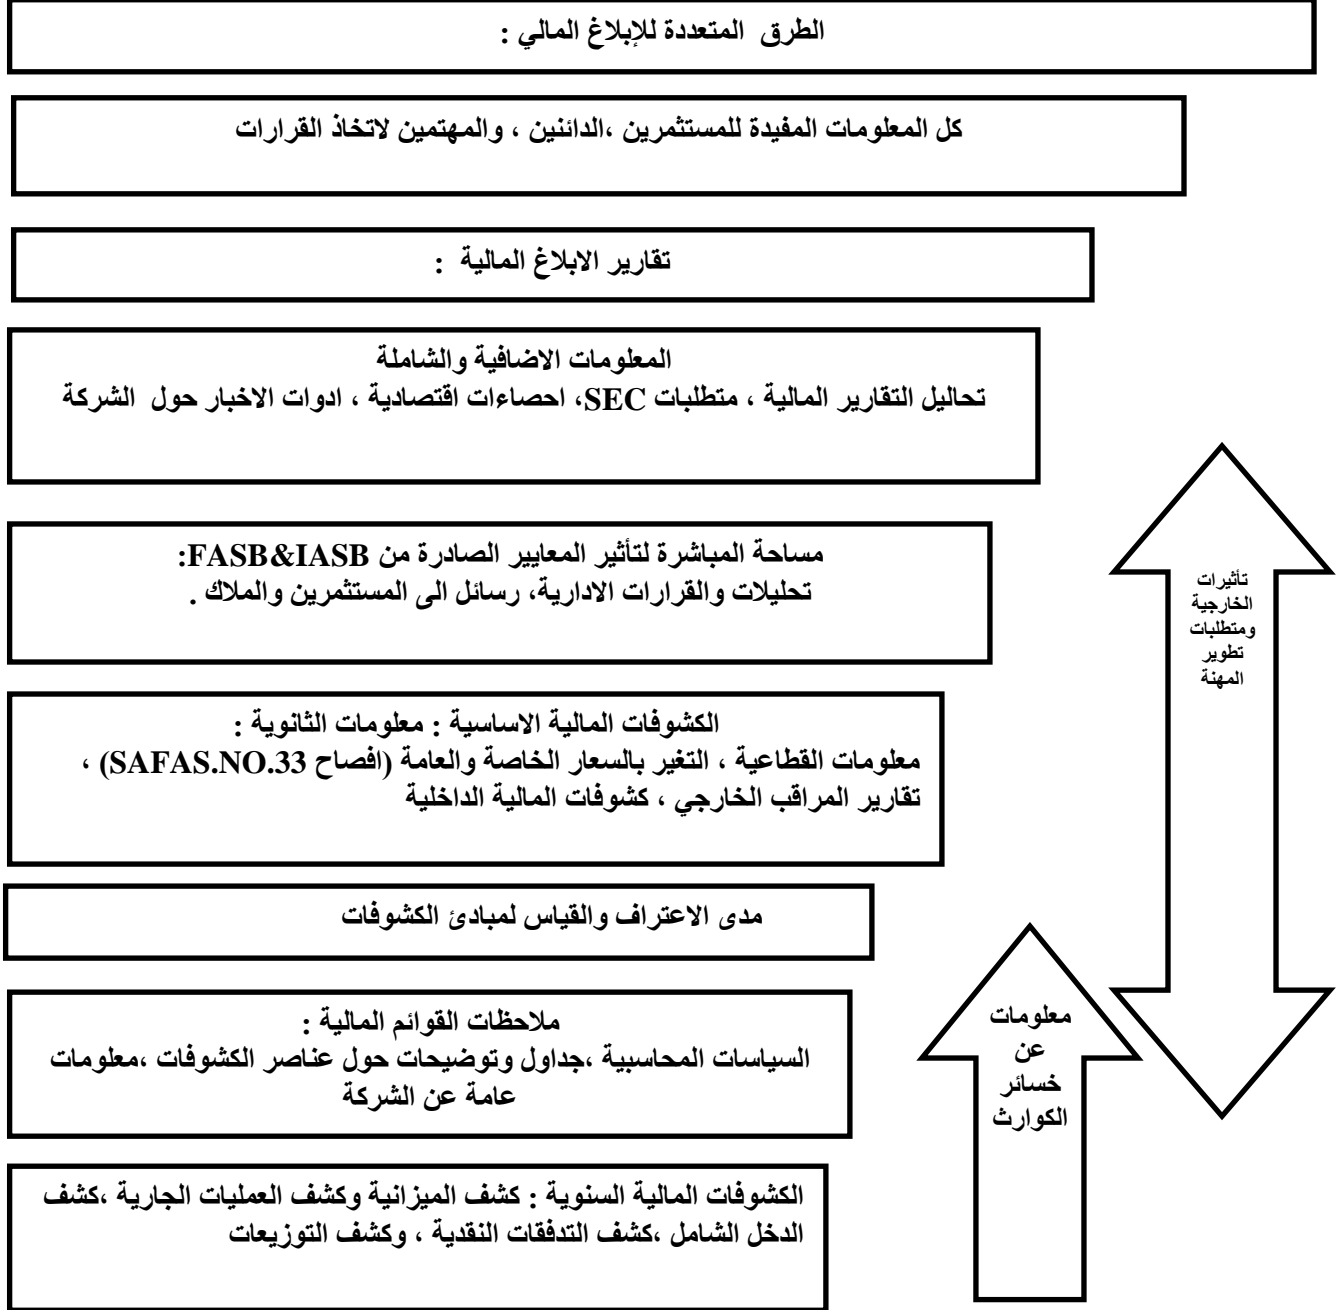 الطرق المتعددة للإبلاغ المالي :
كل المعلومات المفيدة للمستثمرين ،الدائنين ، والمهتمين لاتخاذ القرارات
تقارير الابلاغ المالية :
المعلومات الاضافية والشاملة
تحاليل التقارير المالية ، متطلبات SEC، احصاءات اقتصادية ، ادوات الاخبار حول الشركة
مساحة المباشرة لتأثير المعايير الصادرة من FASB&IASB:
تحليلات والقرارات الادارية، رسائل الى المستثمرين والملاك .
تأثيرات
الخارجية
ومتطلبات
تطوير
المهنة
الكشوفات المالية الاساسية : معلومات الثانوية :
معلومات القطاعية ، التغير بالسعار الخاصة والعامة (افصاح SAFAS.NO.33) ،
تقارير المراقب الخارجي ، كشوفات المالية الداخلية
مدى الاعتراف والقياس لمبادئ الكشوفات
ملاحظات القوائم المالية :
السياسات المحاسبية ،جداول وتوضيحات حول عناصر الكشوفات ،معلومات
عامة عن الشركة
معلومات
عن
خسائر
الكوارث
الكشوفات المالية السنوية : كشف الميزانية وكشف العمليات الجارية ،كشف
الدخل الشامل ،كشف التدفقات النقدية ، وكشف التوزيعات